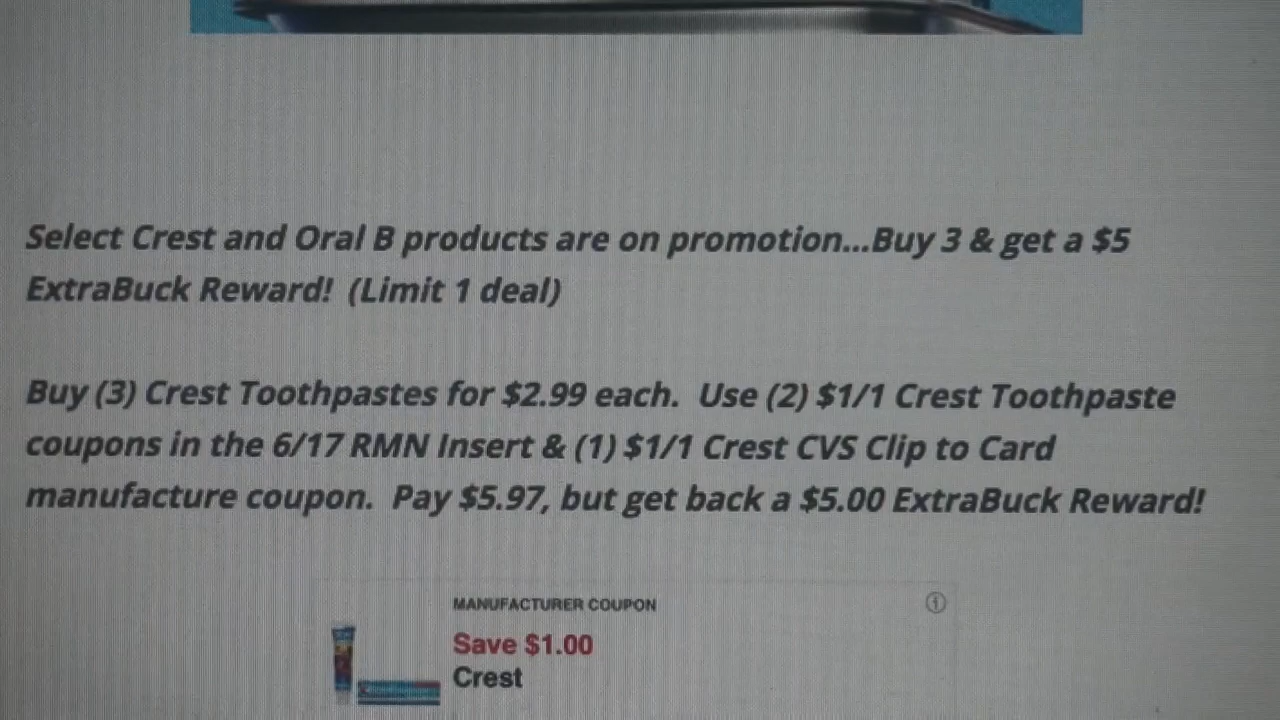 Select Crest and Oral B products are on promotion...Buy 3 & get a $5
ExtraBuck Reward!  (Limit 1 deal)
Buy (3) Crest Toothpastes for $2.99 each.  Use (2) $1/1 Crest Toothpaste
coupons in the 6/17 RMN Insert & (1) $1/1 Crest CVS Clip to Card
manufacture coupon.  Pay $5.97, but get back a $5.00 ExtraBuck Reward!
MANUFACTURER COUPON
Save $1.00
Crest